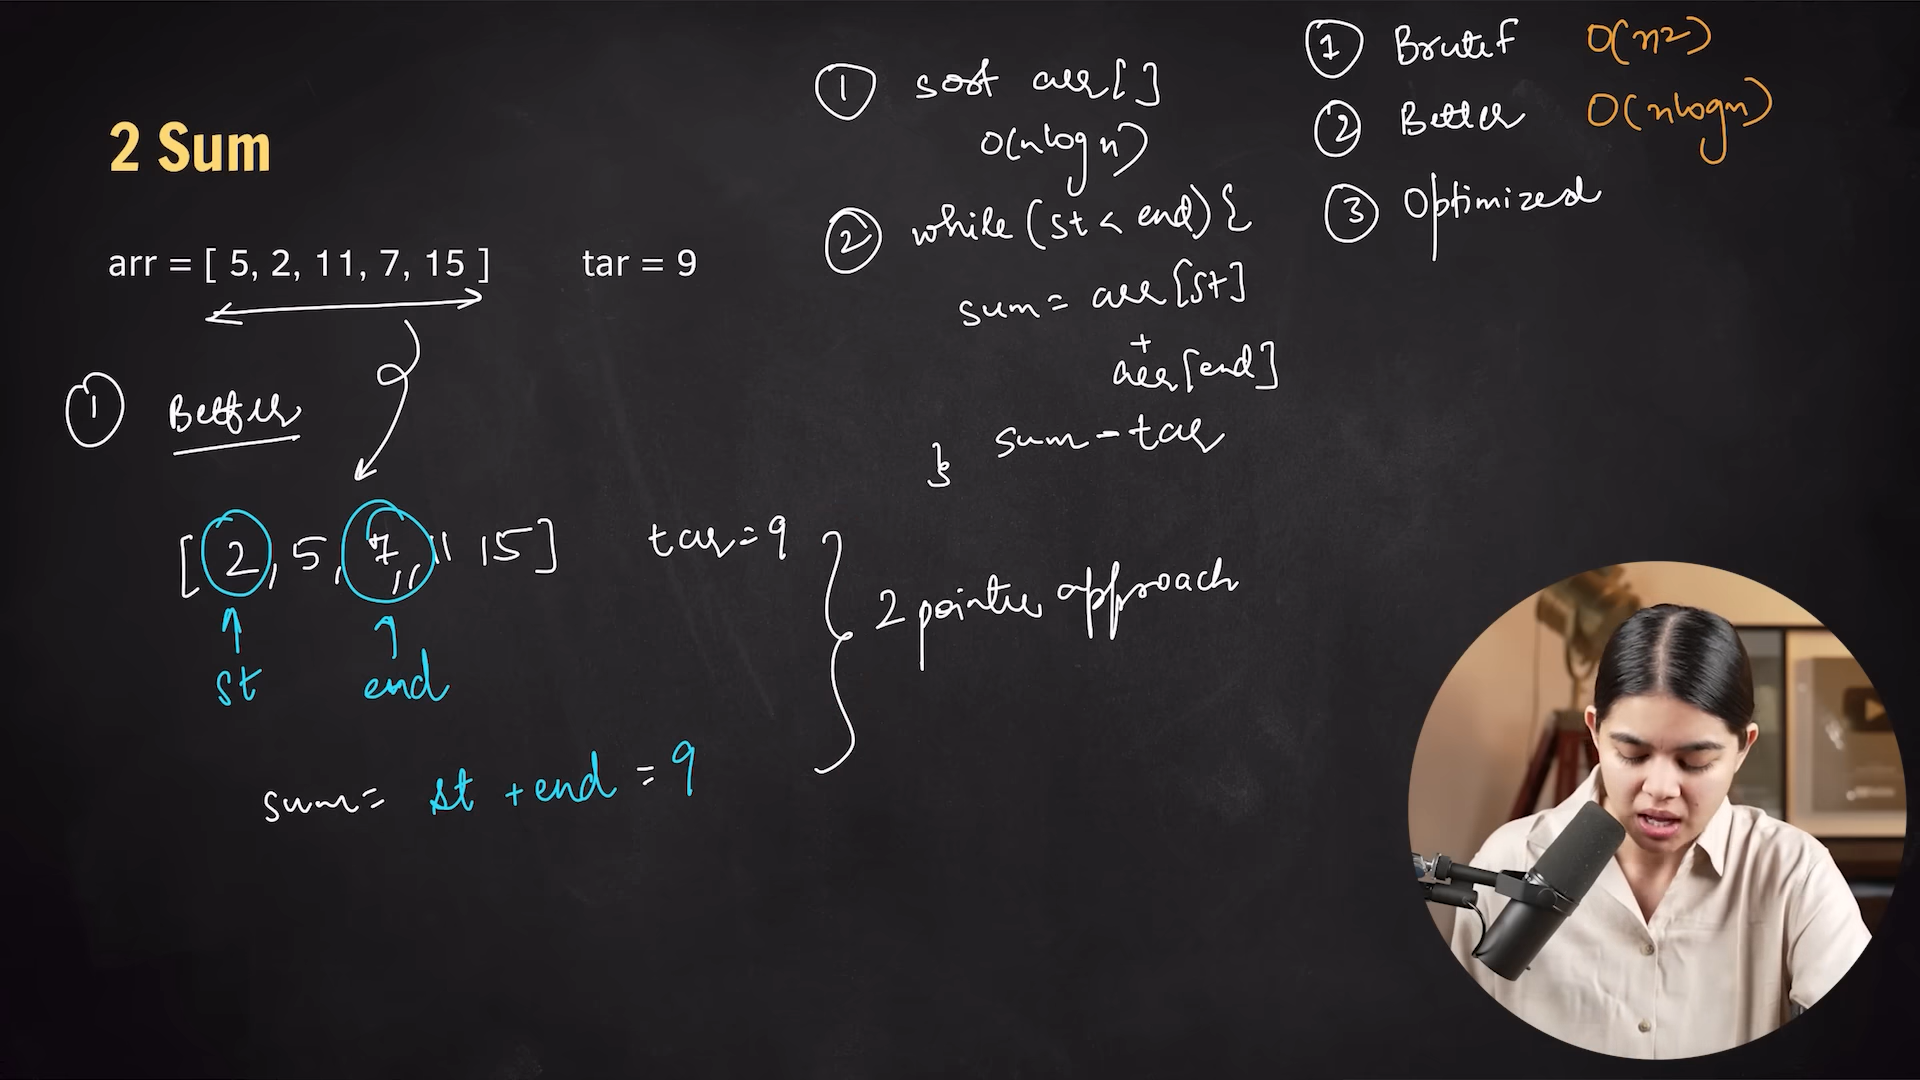 2 Sum
arr = [ 5, 2, 11, 7, 15 ]
tar = 9
① Better
[ 2, 5, 7, 11 15 ]
tar = 9
st
end
sum = st + end = 9
2 pointer approach
① sort arr[ ]
O(n log n)
② while (st < end) {
sum = arr[st]
+
arr[end]
sum - tar
}
① Brutef O(n2)
② Better O(nlogn)
③ Optimized